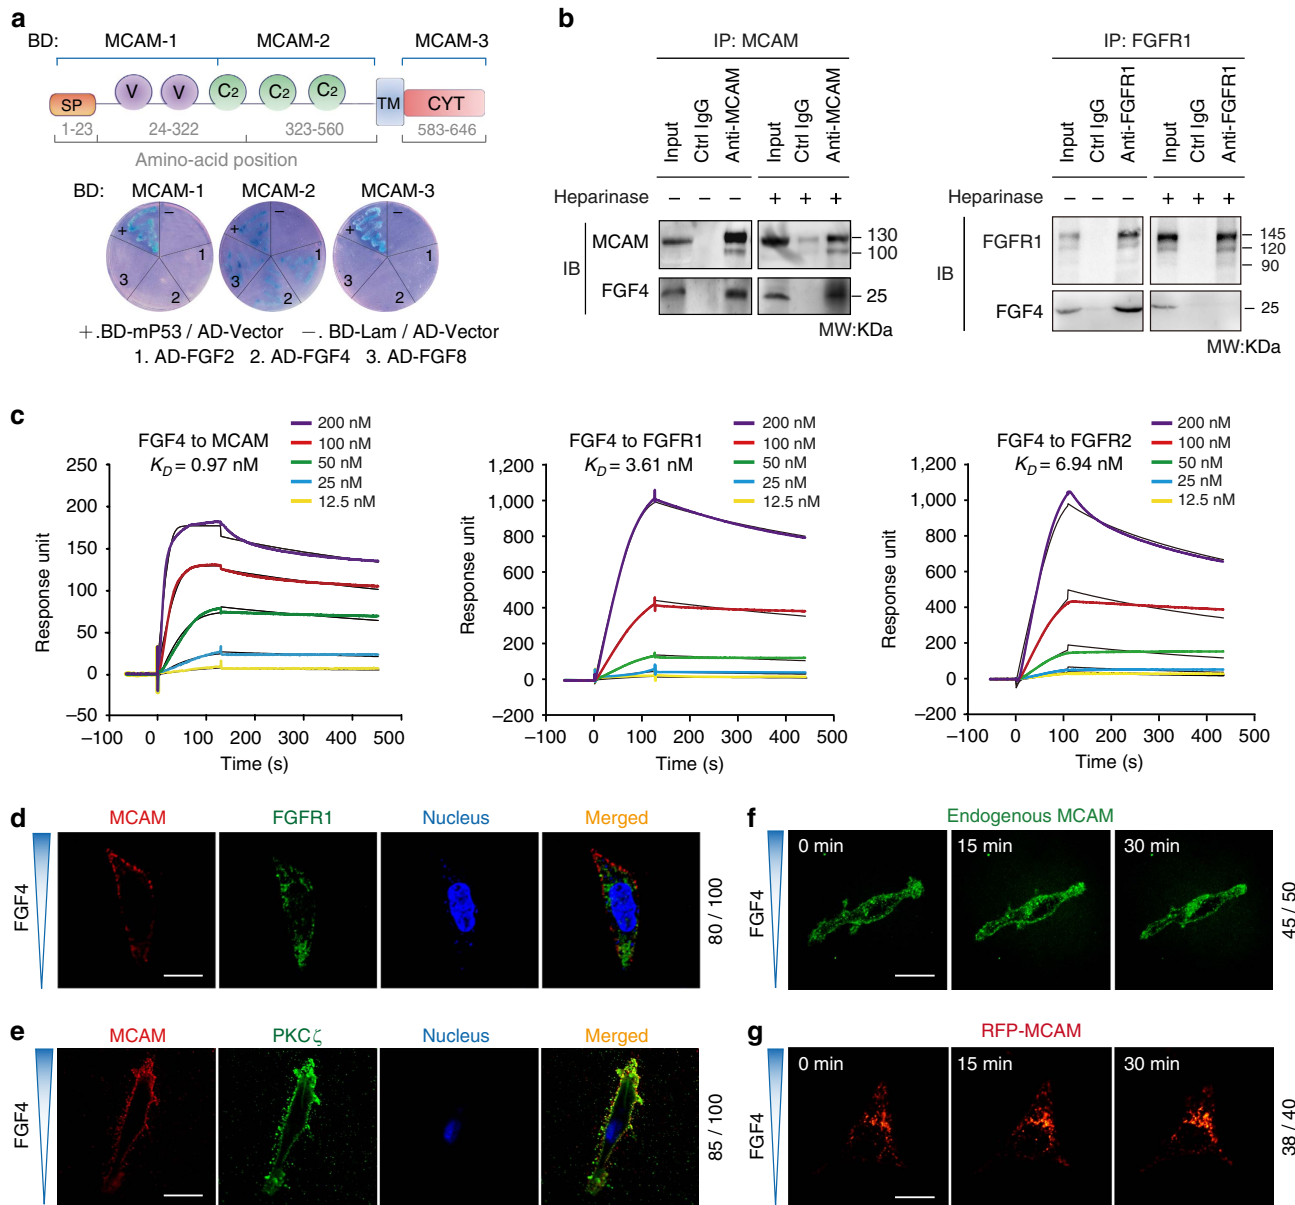 a
BD: MCAM-1 MCAM-2 MCAM-3
SP V V C2 C2 C2 TM CYT
1-23 24-322 323-560 583-646
Amino-acid position
BD: MCAM-1 MCAM-2 MCAM-3
+ − 1 2 3
+ − 1 2 3
+ − 1 2 3
+.BD-mP53 / AD-Vector −. BD-Lam / AD-Vector
1. AD-FGF2 2. AD-FGF4 3. AD-FGF8
b
IP: MCAM
Input Ctrl IgG Anti-MCAM Input Ctrl IgG Anti-MCAM
Heparinase − − − + + +
IB
MCAM 130 100
FGF4 25
MW:KDa
IP: FGFR1
Input Ctrl IgG Anti-FGFR1 Input Ctrl IgG Anti-FGFR1
Heparinase − − − + + +
IB
FGFR1 145 120 90
FGF4 25
MW:KDa
c
FGF4 to MCAM
KD = 0.97 nM
200 nM
100 nM
50 nM
25 nM
12.5 nM
Response unit
250
200
150
100
50
0
−50
−100 0 100 200 300 400 500
Time (s)
FGF4 to FGFR1
KD = 3.61 nM
200 nM
100 nM
50 nM
25 nM
12.5 nM
Response unit
1,200
1,000
800
600
400
200
0
−200
−100 0 100 200 300 400 500
Time (s)
FGF4 to FGFR2
KD = 6.94 nM
200 nM
100 nM
50 nM
25 nM
12.5 nM
Response unit
1,200
1,000
800
600
400
200
0
−200
−100 0 100 200 300 400 500
Time (s)
d
MCAM FGFR1 Nucleus Merged
FGF4
80 / 100
e
MCAM PKCζ Nucleus Merged
FGF4
85 / 100
f
Endogenous MCAM
0 min 15 min 30 min
FGF4
45 / 50
g
RFP-MCAM
0 min 15 min 30 min
FGF4
38 / 40